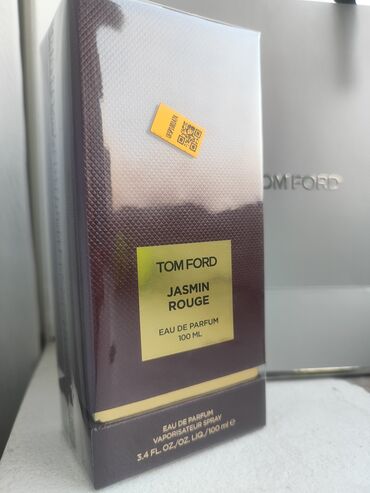 TOM FORD
TOM FORD
JASMIN
ROUGE
EAU DE PARFUM
100 ML
EAU DE PARFUM
VAPORISATEUR SPRAY
3.4 FL. OZ./OZ. LIQ./100 ml e